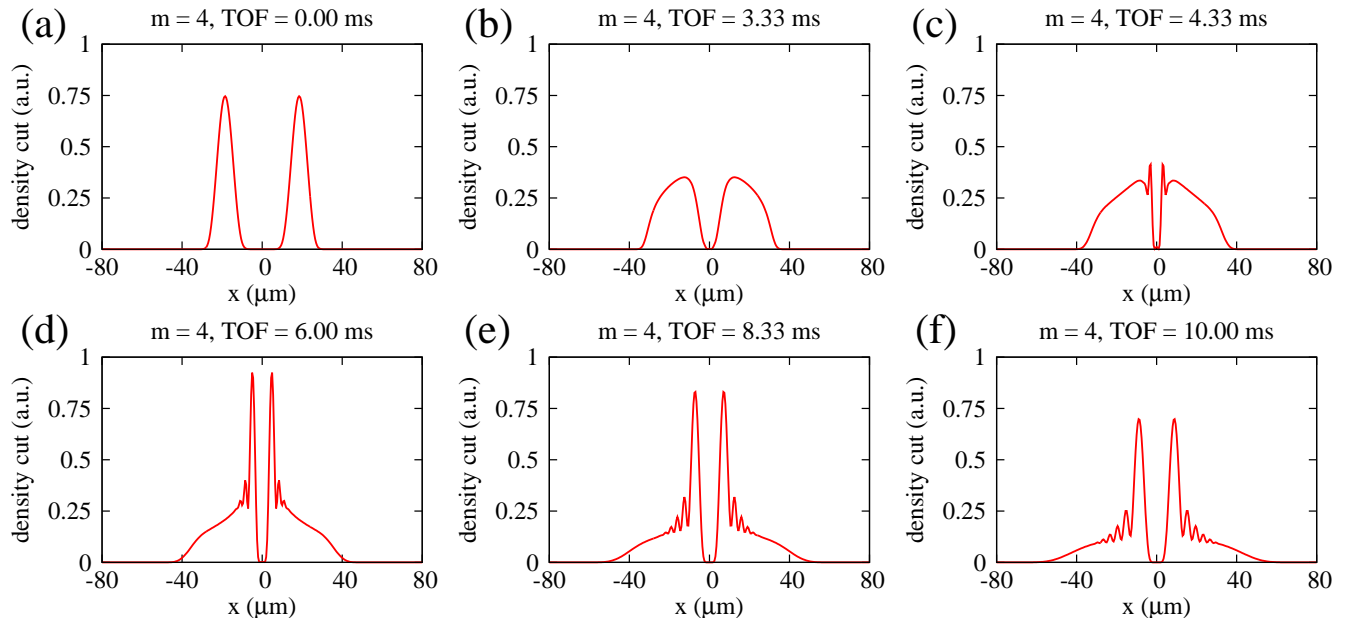 (a) m = 4, TOF = 0.00 ms
1
0.75
0.5
0.25
0
density cut (a.u.)
-80 -40 0 40 80
x (μm)
(b) m = 4, TOF = 3.33 ms
1
0.75
0.5
0.25
0
density cut (a.u.)
-80 -40 0 40 80
x (μm)
(c) m = 4, TOF = 4.33 ms
1
0.75
0.5
0.25
0
density cut (a.u.)
-80 -40 0 40 80
x (μm)
(d) m = 4, TOF = 6.00 ms
1
0.75
0.5
0.25
0
density cut (a.u.)
-80 -40 0 40 80
x (μm)
(e) m = 4, TOF = 8.33 ms
1
0.75
0.5
0.25
0
density cut (a.u.)
-80 -40 0 40 80
x (μm)
(f) m = 4, TOF = 10.00 ms
1
0.75
0.5
0.25
0
density cut (a.u.)
-80 -40 0 40 80
x (μm)